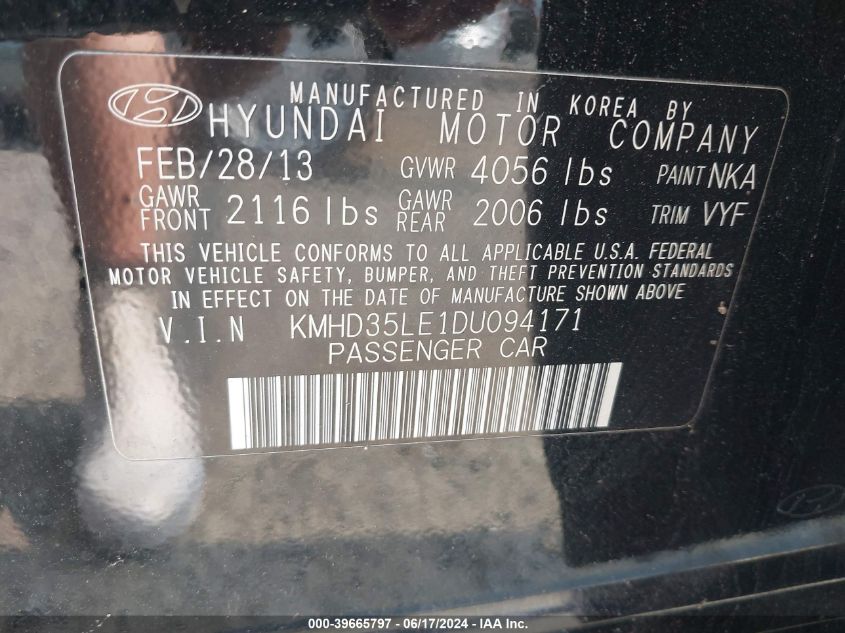 MANUFACTURED IN KOREA BY
HYUNDAI MOTOR COMPANY
FEB/28/13 GVWR 4056 lbs PAINT NKA
GAWR FRONT 2116 lbs GAWR REAR 2006 lbs TRIM VYF
THIS VEHICLE CONFORMS TO ALL APPLICABLE U.S.A. FEDERAL
MOTOR VEHICLE SAFETY, BUMPER, AND THEFT PREVENTION STANDARDS
IN EFFECT ON THE DATE OF MANUFACTURE SHOWN ABOVE
V.I.N KMHD35LE1DU094171
PASSENGER CAR
000-39665797 - 06/17/2024 - IAA Inc.